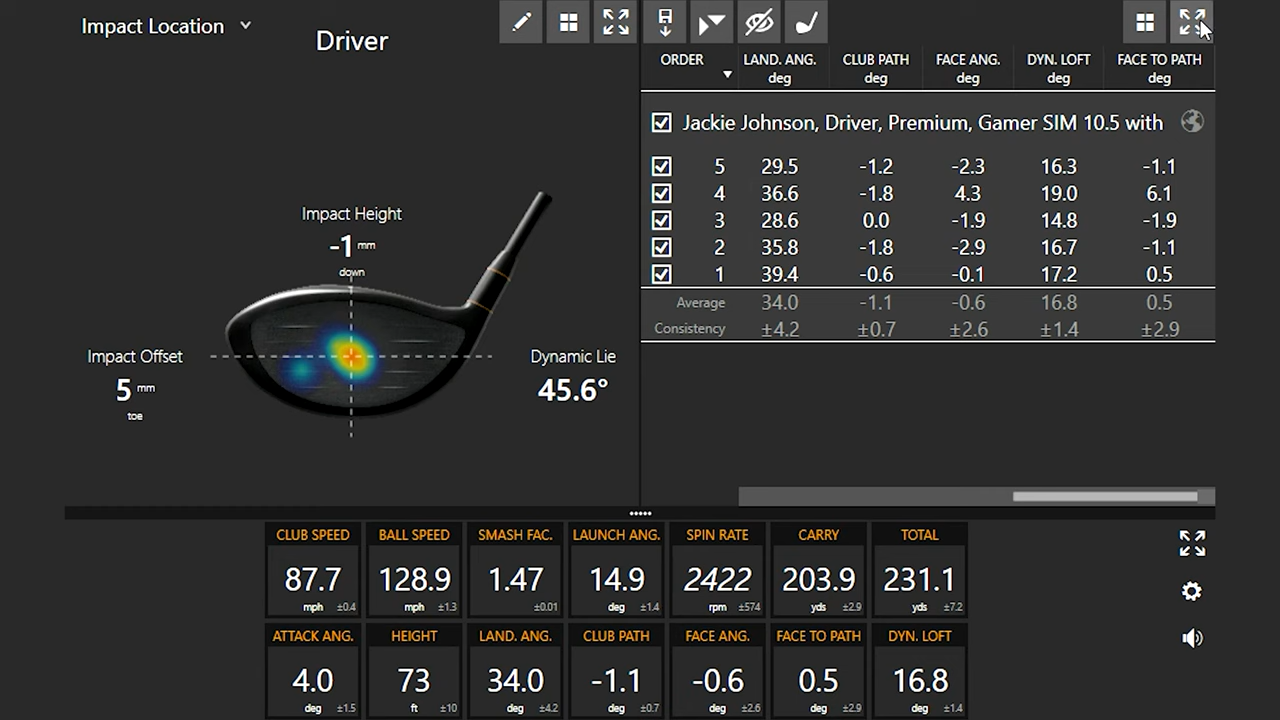 Impact Location
Driver
Impact Height
-1 mm
down
Impact Offset
5 mm
toe
Dynamic Lie
45.6°
ORDER LAND. ANG. CLUB PATH FACE ANG. DYN. LOFT FACE TO PATH
deg deg deg deg deg
Jackie Johnson, Driver, Premium, Gamer SIM 10.5 with
5 29.5 -1.2 -2.3 16.3 -1.1
4 36.6 -1.8 4.3 19.0 6.1
3 28.6 0.0 -1.9 14.8 -1.9
2 35.8 -1.8 -2.9 16.7 -1.1
1 39.4 -0.6 -0.1 17.2 0.5
Average 34.0 -1.1 -0.6 16.8 0.5
Consistency ±4.2 ±0.7 ±2.6 ±1.4 ±2.9
CLUB SPEED BALL SPEED SMASH FAC. LAUNCH ANG. SPIN RATE CARRY TOTAL
87.7 128.9 1.47 14.9 2422 203.9 231.1
mph ±0.4 mph ±1.3 ±0.01 deg ±1.4 rpm ±574 yds ±2.9 yds ±7.2
ATTACK ANG. HEIGHT LAND. ANG. CLUB PATH FACE ANG. FACE TO PATH DYN. LOFT
4.0 73 34.0 -1.1 -0.6 0.5 16.8
deg ±1.5 ft ±10 deg ±4.2 deg ±0.7 deg ±2.6 deg ±2.9 deg ±1.4